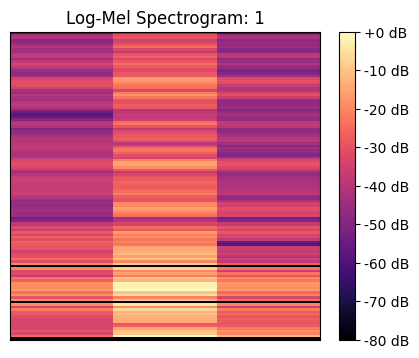 Log-Mel Spectrogram: 1
+0 dB
-10 dB
-20 dB
-30 dB
-40 dB
-50 dB
-60 dB
-70 dB
-80 dB